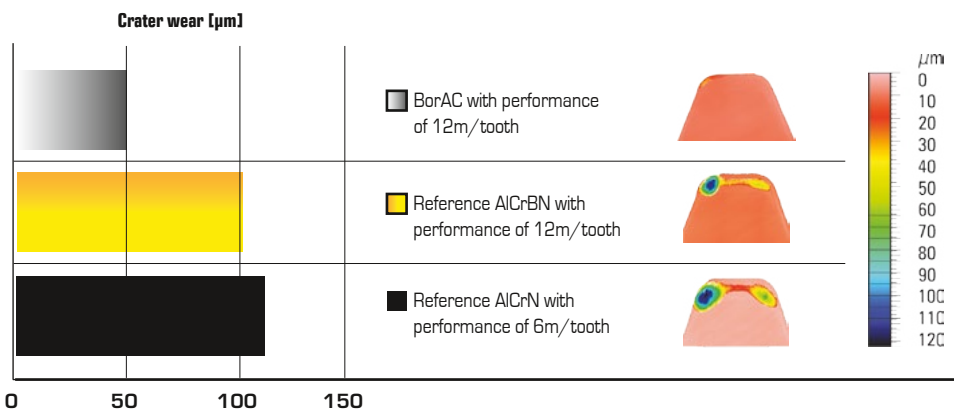 Crater wear [µm]
BorAC with performance
of 12m/tooth
Reference AlCrBN with
performance of 12m/tooth
Reference AlCrN with
performance of 6m/tooth
0 50 100 150
µm
0
10
20
30
40
50
60
70
80
90
100
110
120